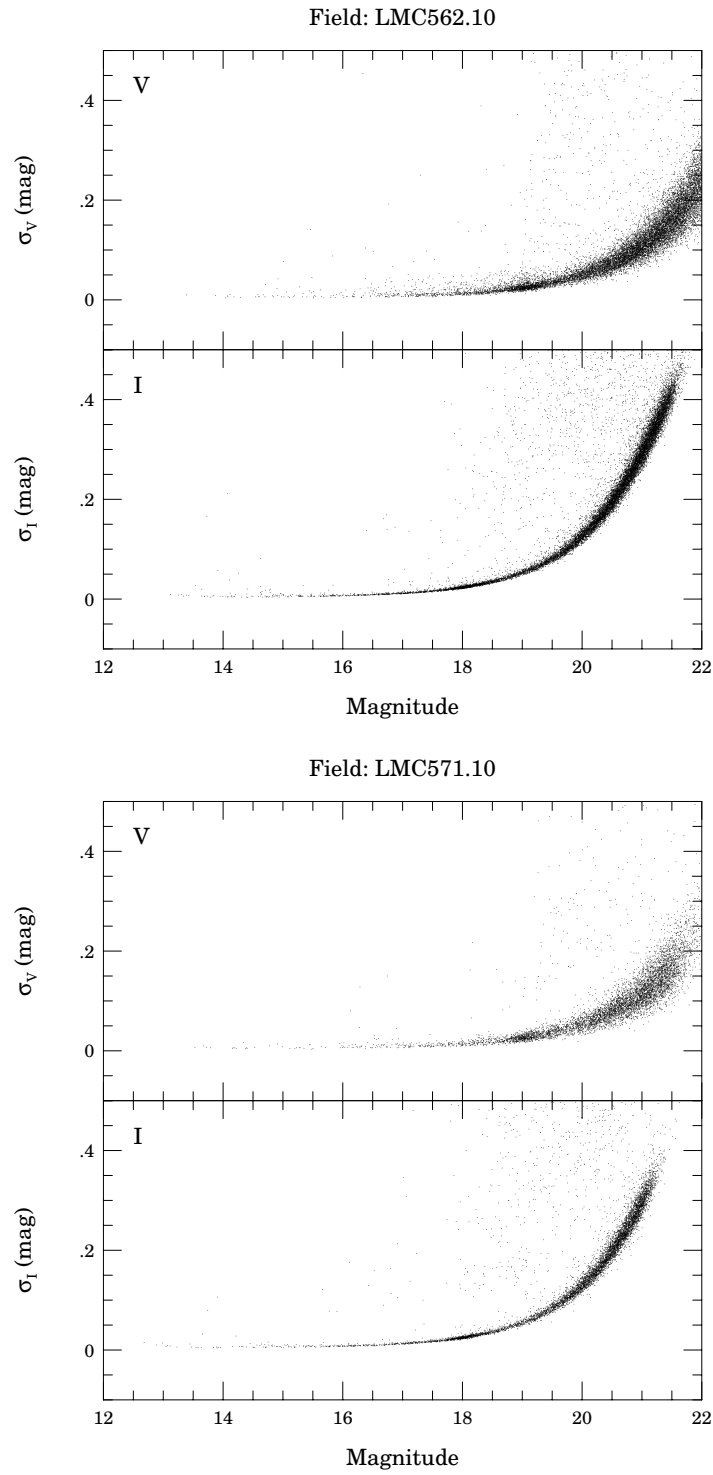 Field: LMC562.10
V
.4
.2
0
σV (mag)
I
.4
.2
0
σI (mag)
12 14 16 18 20 22
Magnitude
Field: LMC571.10
V
.4
.2
0
σV (mag)
I
.4
.2
0
σI (mag)
12 14 16 18 20 22
Magnitude